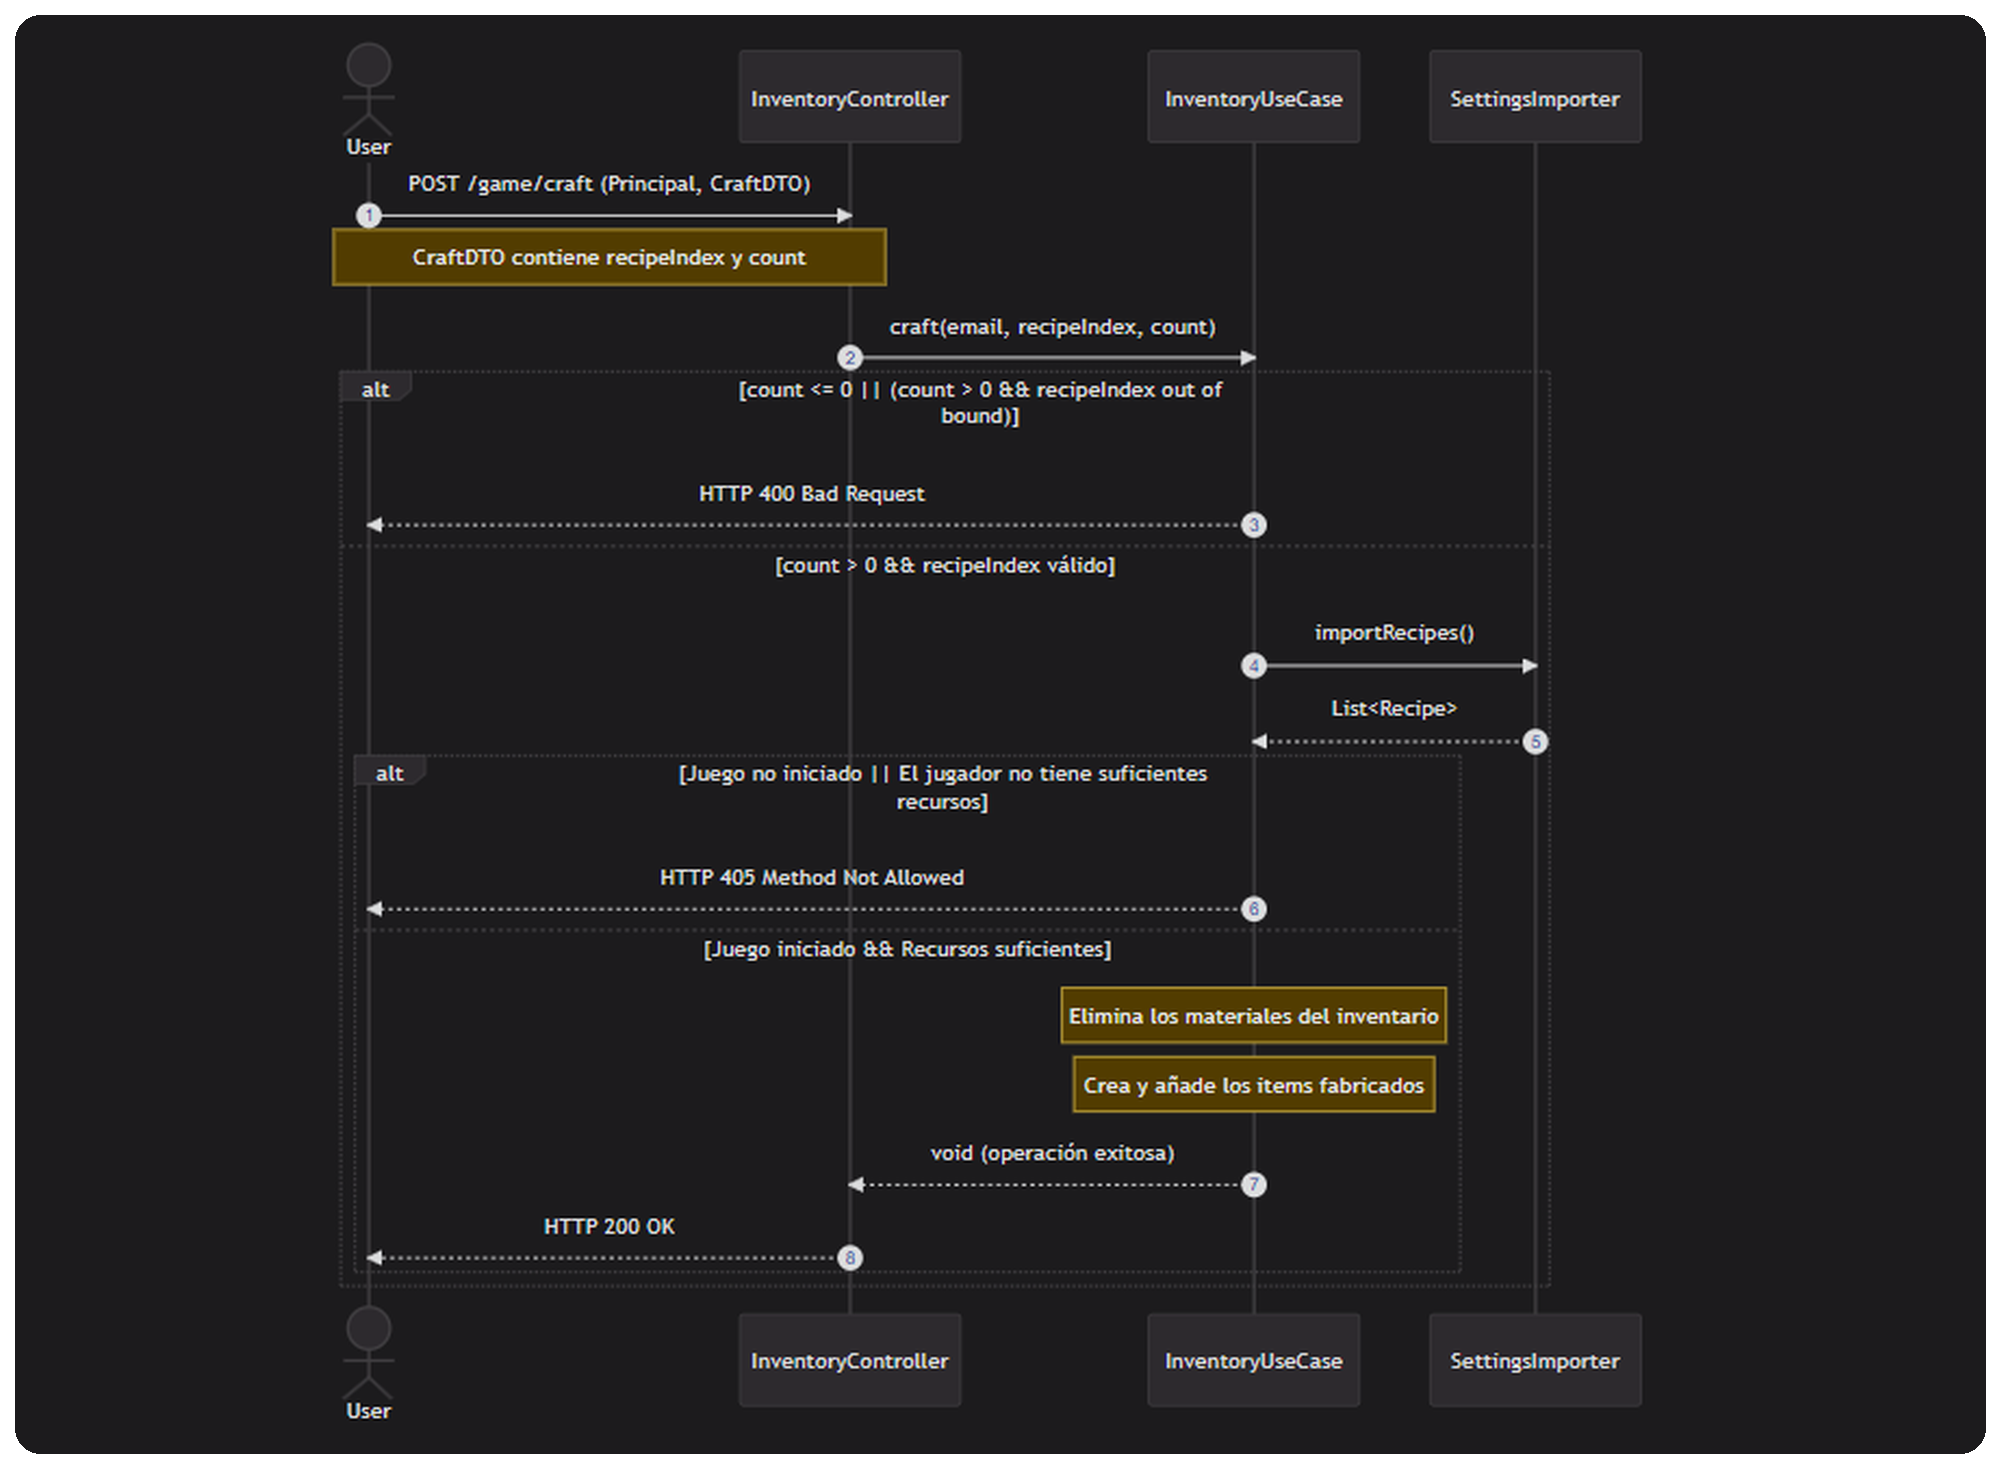 User
InventoryController
InventoryUseCase
SettingsImporter
POST /game/craft (Principal, CraftDTO)
1
CraftDTO contiene recipeIndex y count
craft(email, recipeIndex, count)
2
alt
[count <= 0 || (count > 0 && recipeIndex out of
bound)]
HTTP 400 Bad Request
3
[count > 0 && recipeIndex válido]
importRecipes()
4
List<Recipe>
5
alt
[Juego no iniciado || El jugador no tiene suficientes
recursos]
HTTP 405 Method Not Allowed
6
[Juego iniciado && Recursos suficientes]
Elimina los materiales del inventario
Crea y añade los items fabricados
void (operación exitosa)
7
HTTP 200 OK
8
User
InventoryController
InventoryUseCase
SettingsImporter